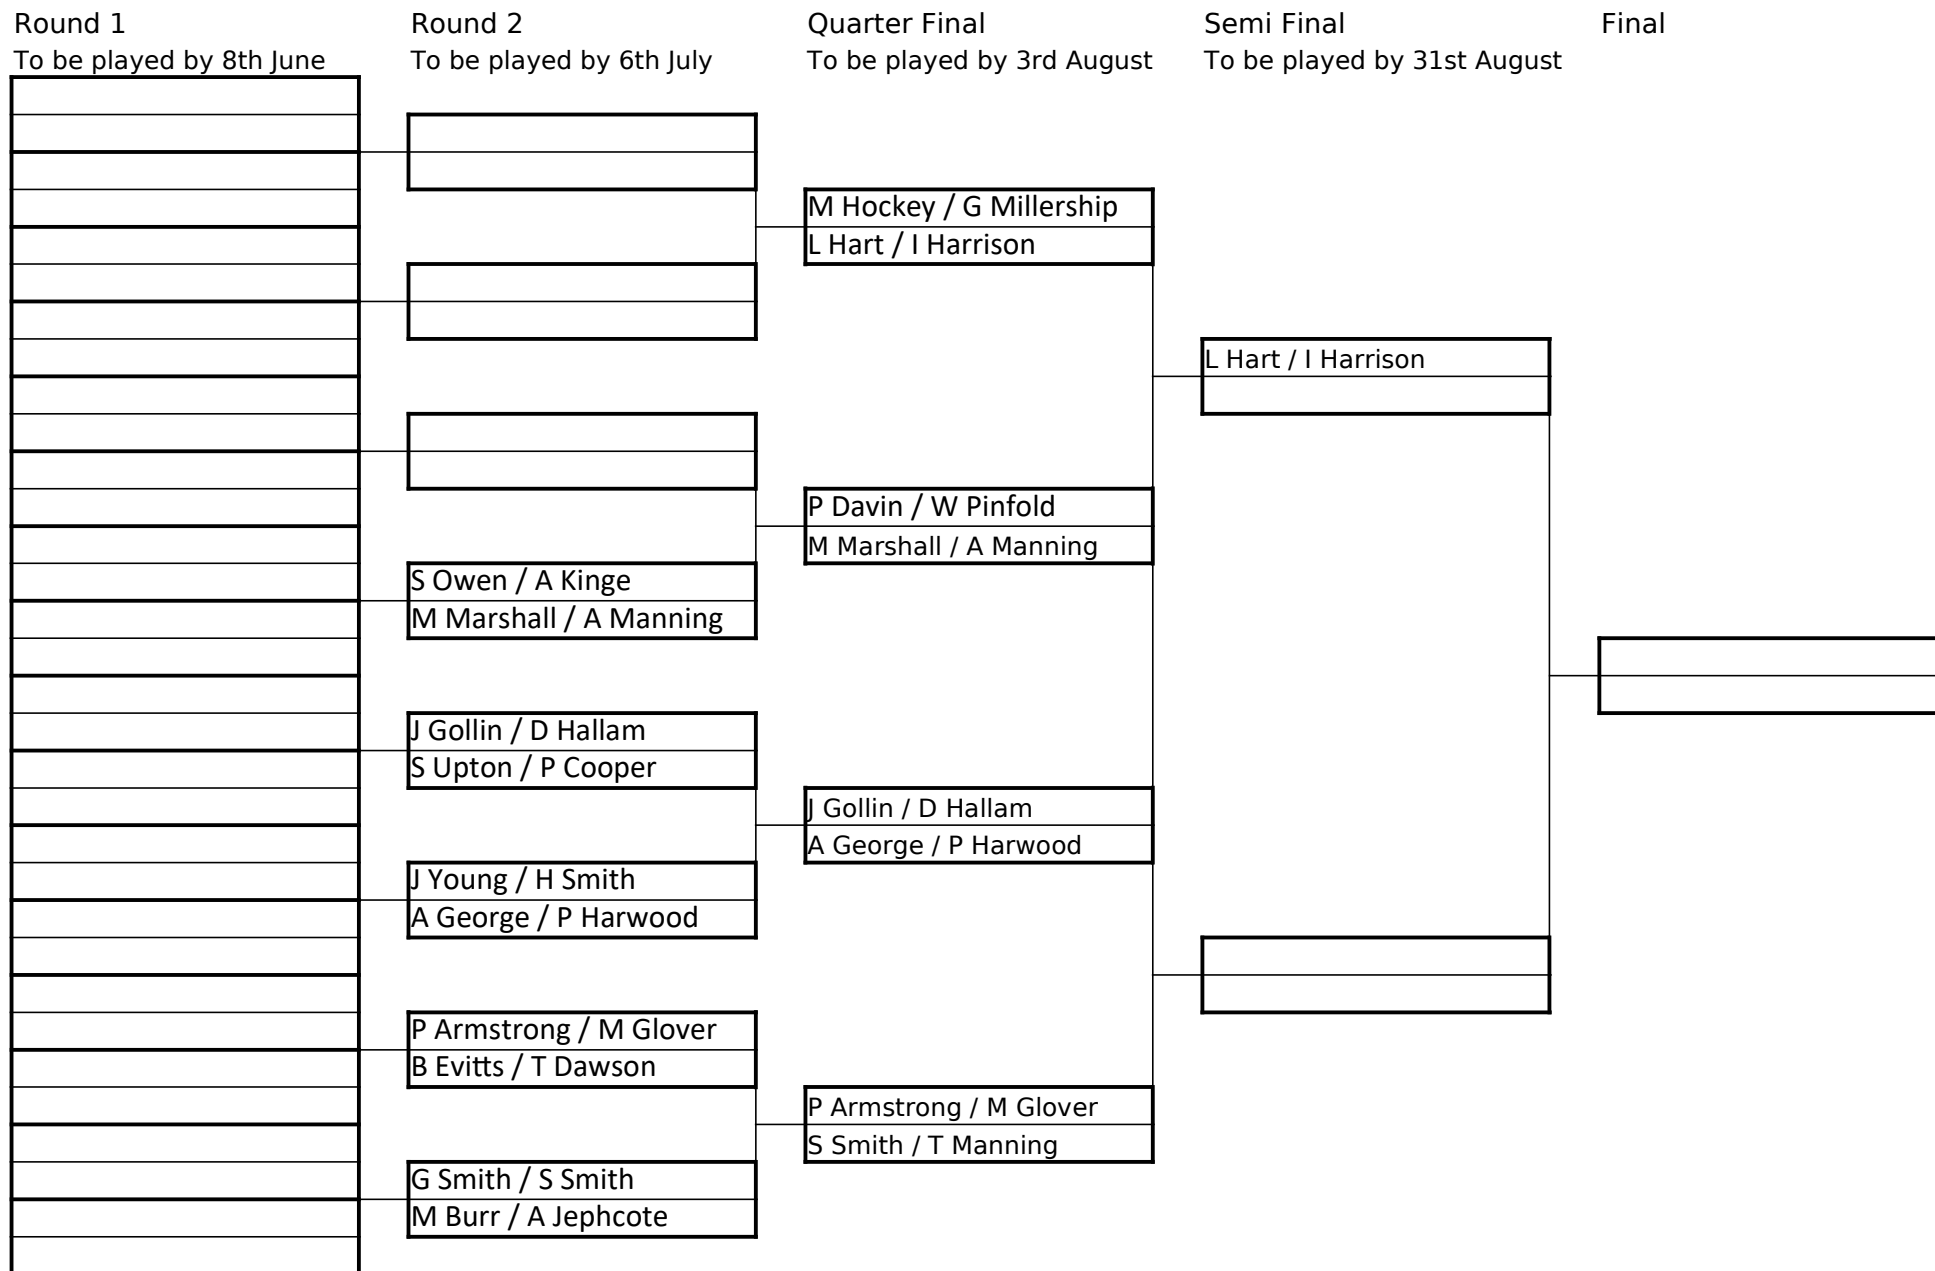 Round 1
To be played by 8th June
Round 2
To be played by 6th July
Quarter Final
To be played by 3rd August
Semi Final
To be played by 31st August
Final
S Owen / A Kinge
M Marshall / A Manning
J Gollin / D Hallam
S Upton / P Cooper
J Young / H Smith
A George / P Harwood
P Armstrong / M Glover
B Evitts / T Dawson
G Smith / S Smith
M Burr / A Jephcote
M Hockey / G Millership
L Hart / I Harrison
P Davin / W Pinfold
M Marshall / A Manning
J Gollin / D Hallam
A George / P Harwood
P Armstrong / M Glover
S Smith / T Manning
L Hart / I Harrison